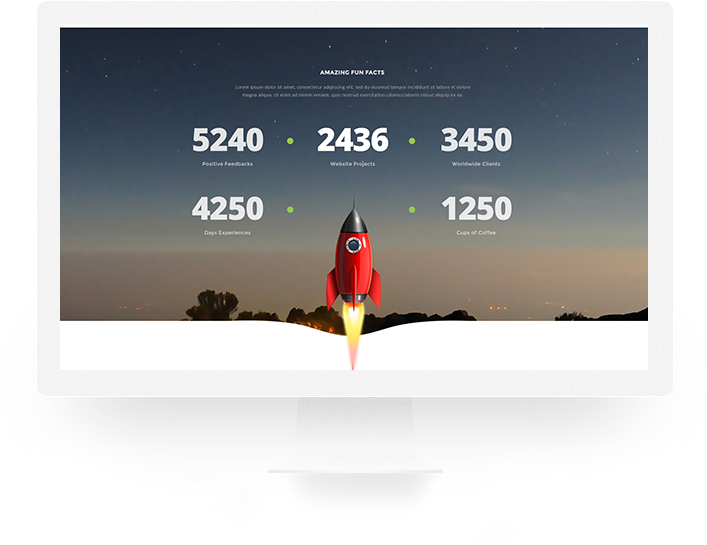 AMAZING FUN FACTS
Lorem ipsum dolor sit amet, consectetur adipiscing elit, sed do eiusmod tempor incididunt ut labore et dolore
magna aliqua. Ut enim ad minim veniam, quis nostrud exercitation ullamco laboris nisiut aliquip ex ea.
5240 2436 3450
Positive Feedbacks Website Projects Worldwide Clients
4250 1250
Days Experiences Cups of Coffee